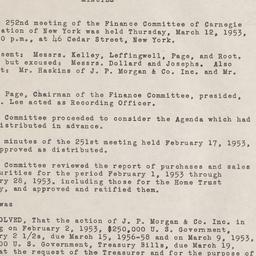 MINUTES
252nd meeting of the Finance Committee of Carnegie
ation of New York was held Thursday, March 12, 1953,
0 p.m., at 46 Cedar Street, New York.
sent: Messrs. Kelley, Leffingwell, Page, and Root.
but excused: Messrs. Dollard and Josephs. Also
t: Mr. Haskins of J. P. Morgan & Co. Inc. and Mr.
Page, Chairman of the Finance Committee, presided.
. Lee acted as Recording Officer.
Committee proceeded to consider the Agenda which had
istributed in advance.
minutes of the 251st meeting held February 17, 1953,
pproved as distributed.
Committee reviewed the report of purchases and sales
urities for the period February 1, 1953 through
ry 28, 1953, including those for the Home Trust
y, and approved and ratified them.
was
OLVED, That the action of J. P. Morgan & Co. Inc. in
g on February 2, 1953, $250,000 U. S. Government,
ry 2 1/2s, due March 15, 1956-58 and on March 9, 1953,
00 U. S. Government, Treasury Bills, due March 19,
at the request of the Treasurer and for the purpose of